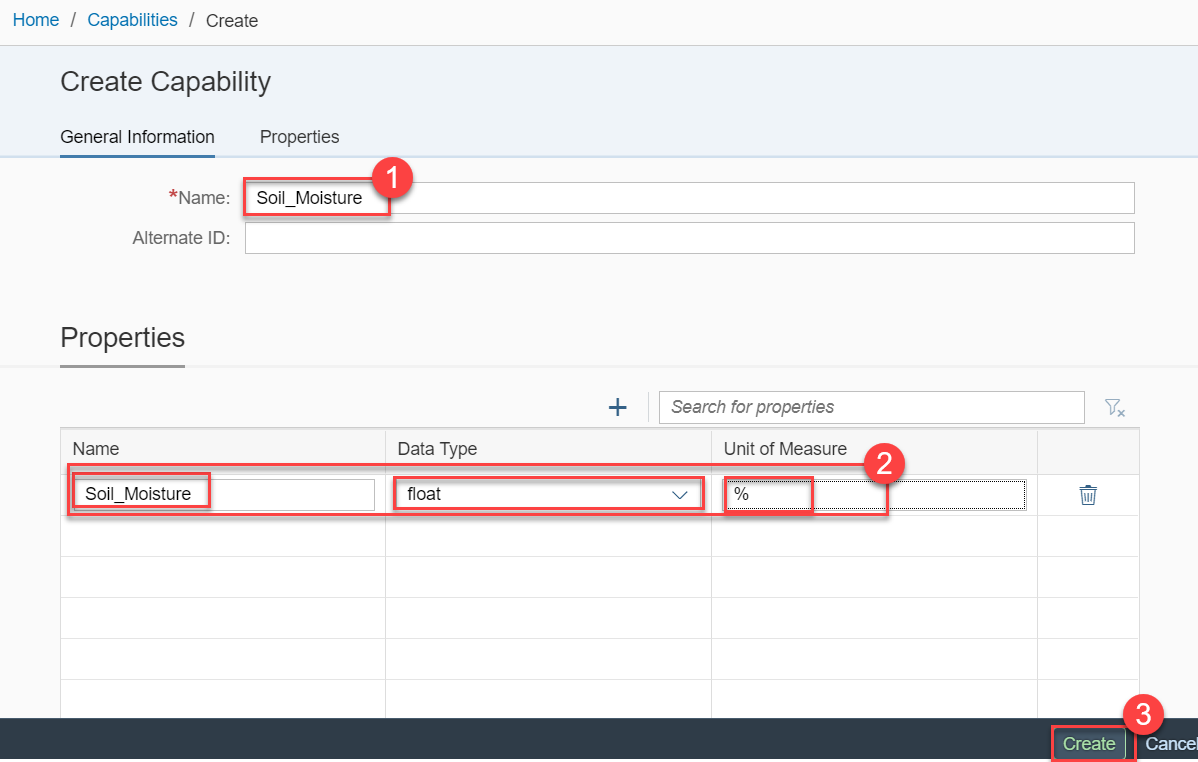 Home / Capabilities / Create
Create Capability
General Information Properties
1
*Name: Soil_Moisture
Alternate ID:
Properties
+ Search for properties
Name Data Type Unit of Measure
2
Soil_Moisture float %
3
Create Cancel